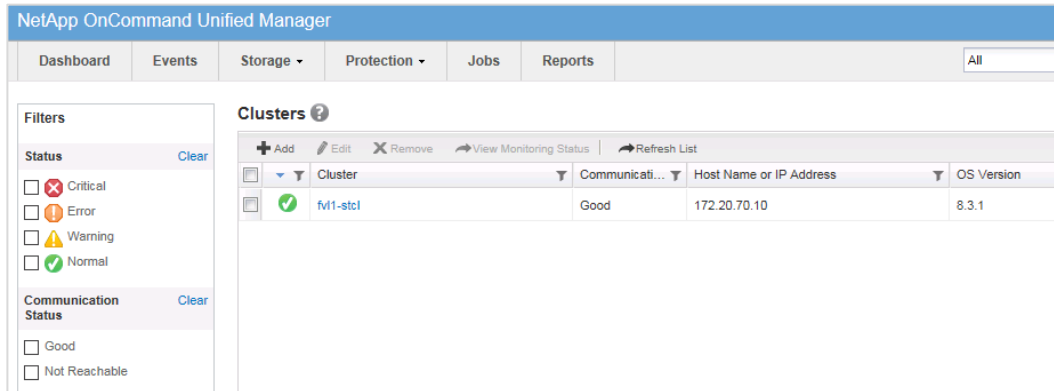 NetApp OnCommand Unified Manager
Dashboard Events Storage Protection Jobs Reports All
Filters
Status Clear
Critical
Error
Warning
Normal
Communication Status Clear
Good
Not Reachable
Clusters ?
Add Edit Remove View Monitoring Status Refresh List
Cluster Communicati... Host Name or IP Address OS Version
fvl1-stcl Good 172.20.70.10 8.3.1